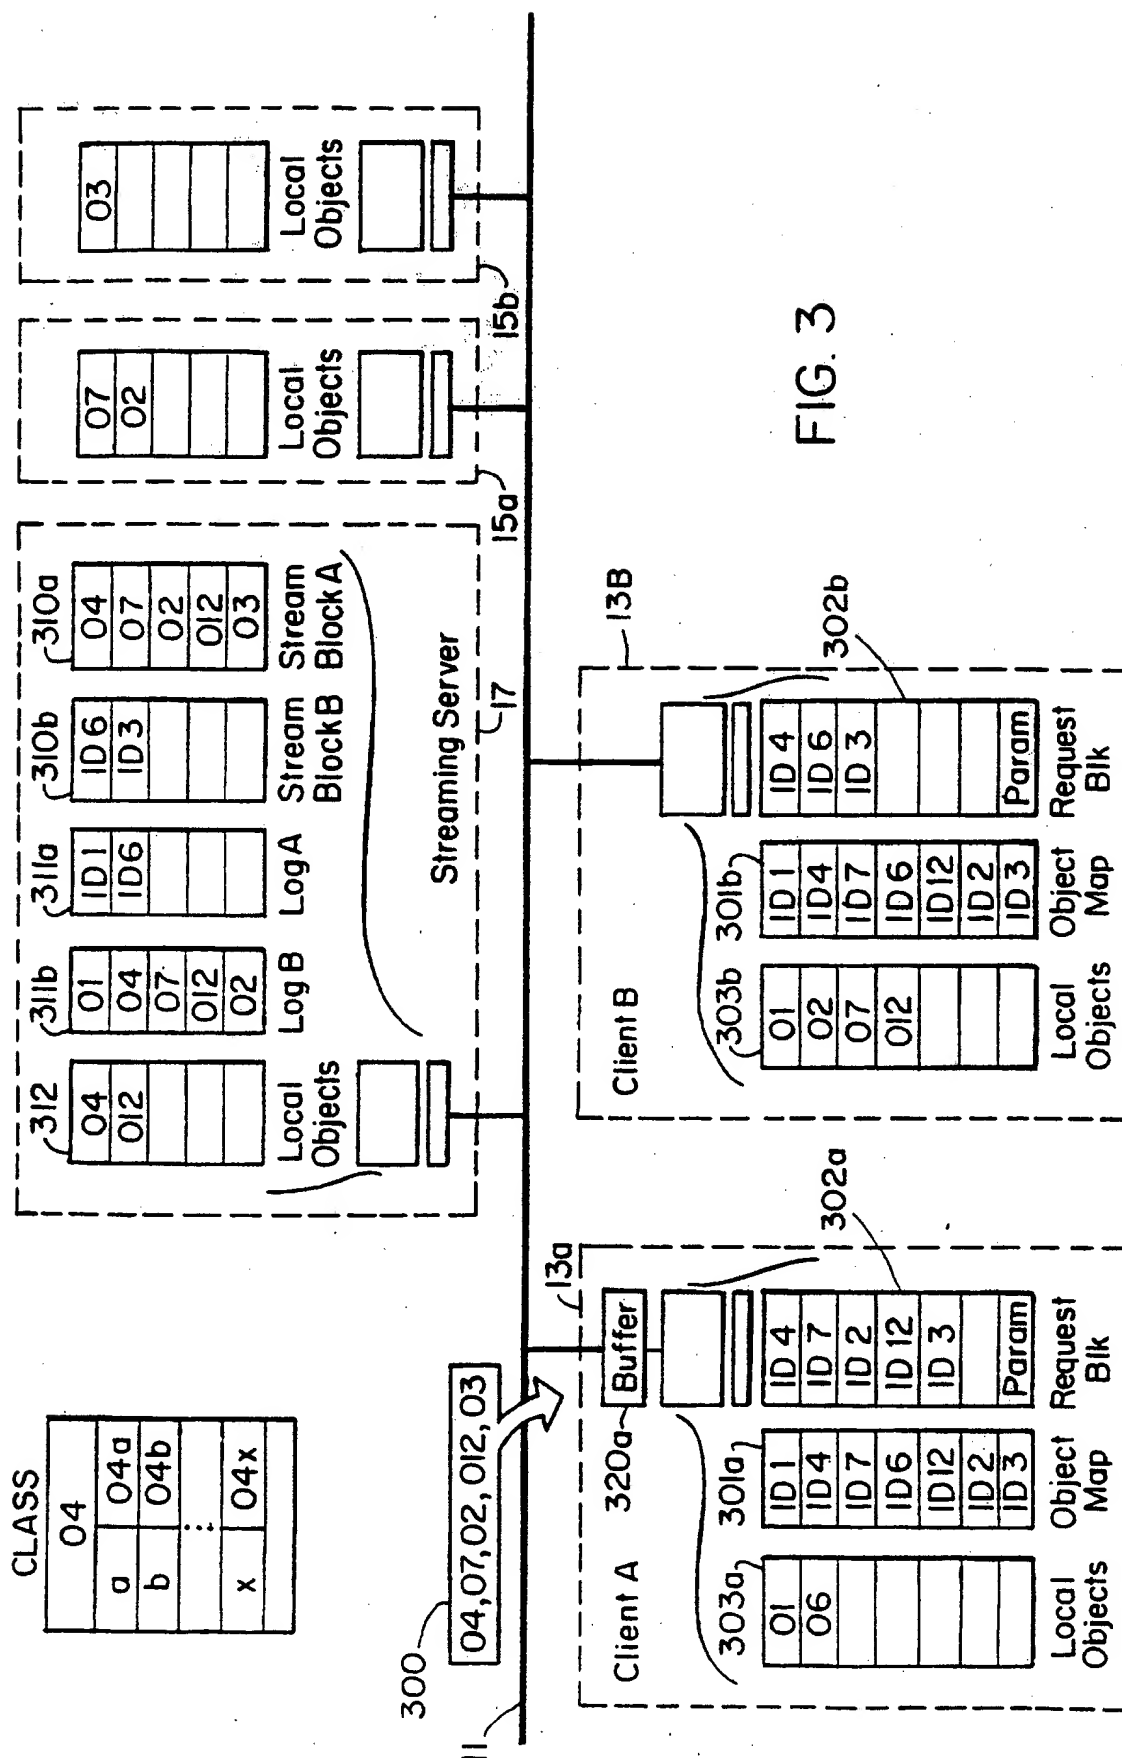 CLASS
04
a 04a
b 04b
⋮
x 04x
300
04,07,02,012,03
11
312
04
012
Local
Objects
311b
01
04
07
012
02
Log B
311a
ID1
ID6
Log A
310b
ID6
ID3
Stream
Block B
310a
04
07
02
012
03
Stream
Block A
Streaming Server
17
07
02
Local
Objects
15a
03
Local
Objects
15b
13a
Client A
320a
Buffer
303a
01
06
Local
Objects
301a
ID1
ID4
ID7
ID6
ID12
ID2
ID3
Object
Map
302a
ID4
ID7
ID2
ID12
ID3
Param
Request
Blk
13B
Client B
303b
01
02
07
012
Local
Objects
301b
ID1
ID4
ID7
ID6
ID12
ID2
ID3
Object
Map
302b
ID4
ID6
ID3
Param
Request
Blk
FIG. 3